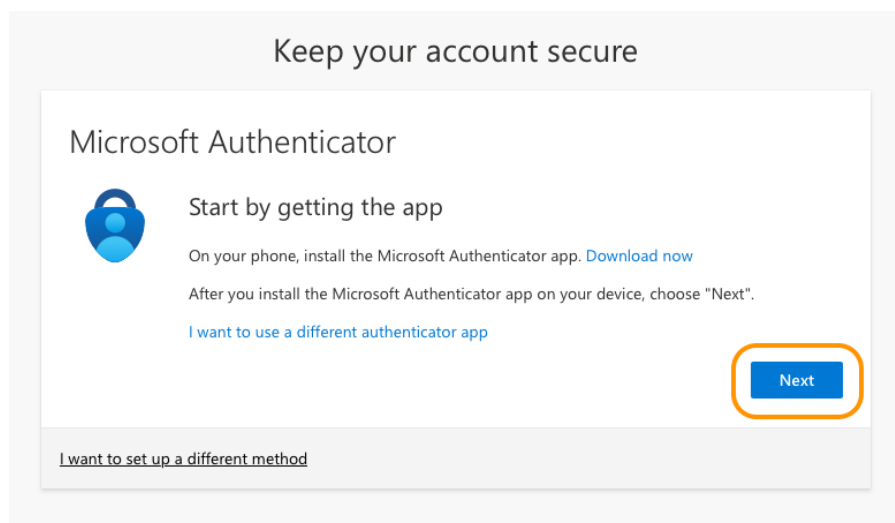 Keep your account secure
Microsoft Authenticator
Start by getting the app
On your phone, install the Microsoft Authenticator app. Download now
After you install the Microsoft Authenticator app on your device, choose "Next".
I want to use a different authenticator app
Next
I want to set up a different method